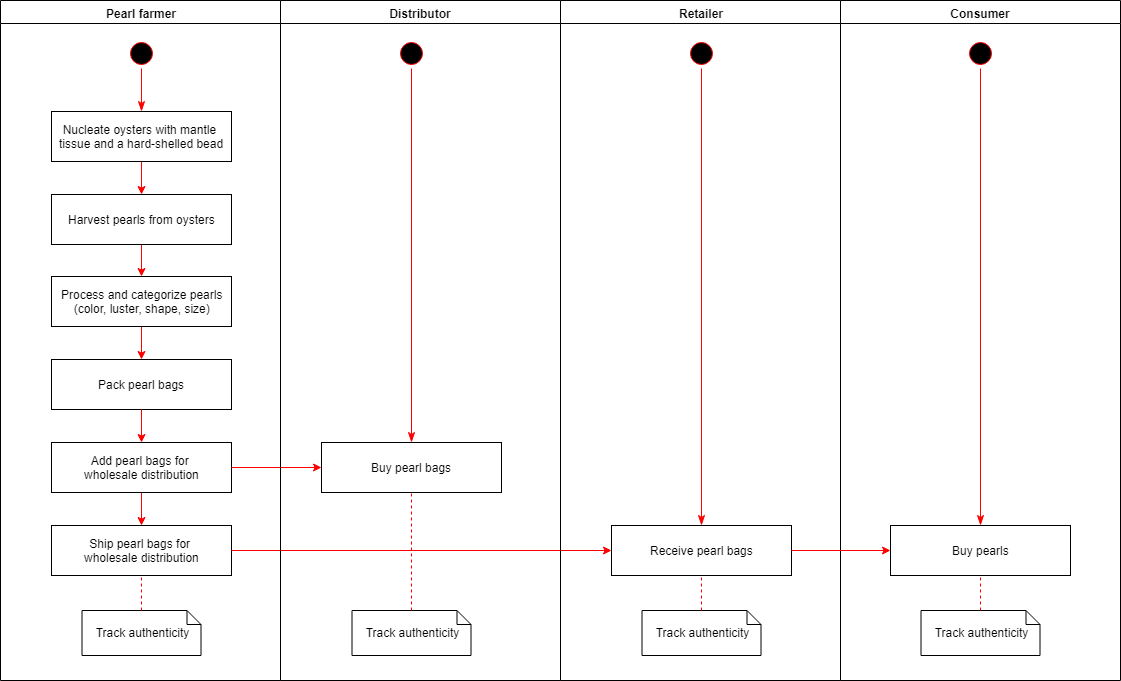 Pearl farmer
Distributor
Retailer
Consumer
Nucleate oysters with mantle
tissue and a hard-shelled bead
Harvest pearls from oysters
Process and categorize pearls
(color, luster, shape, size)
Pack pearl bags
Add pearl bags for
wholesale distribution
Buy pearl bags
Ship pearl bags for
wholesale distribution
Receive pearl bags
Buy pearls
Track authenticity
Track authenticity
Track authenticity
Track authenticity